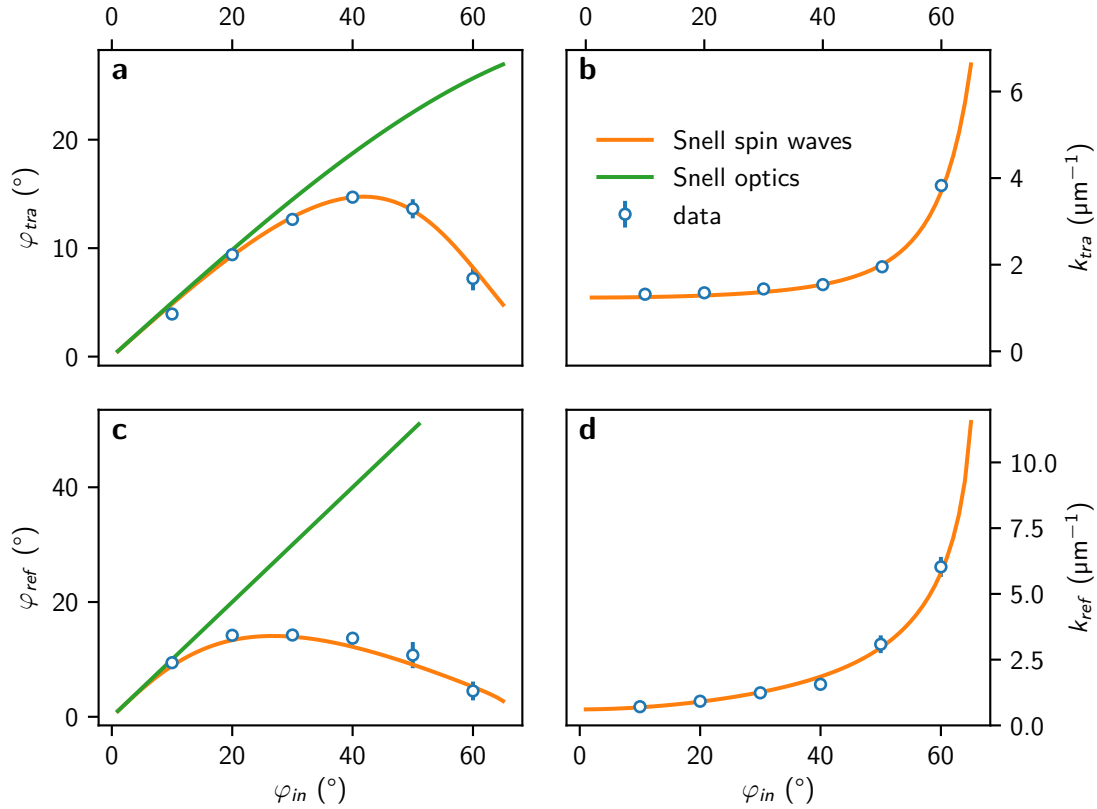 0 20 40 60 0 20 40 60
a b
20
10
0
φtra (°)
6
4
2
0
ktra (μm⁻¹)
Snell spin waves
Snell optics
data
c d
40
20
0
φref (°)
10.0
7.5
5.0
2.5
0.0
kref (μm⁻¹)
0 20 40 60 0 20 40 60
φin (°) φin (°)